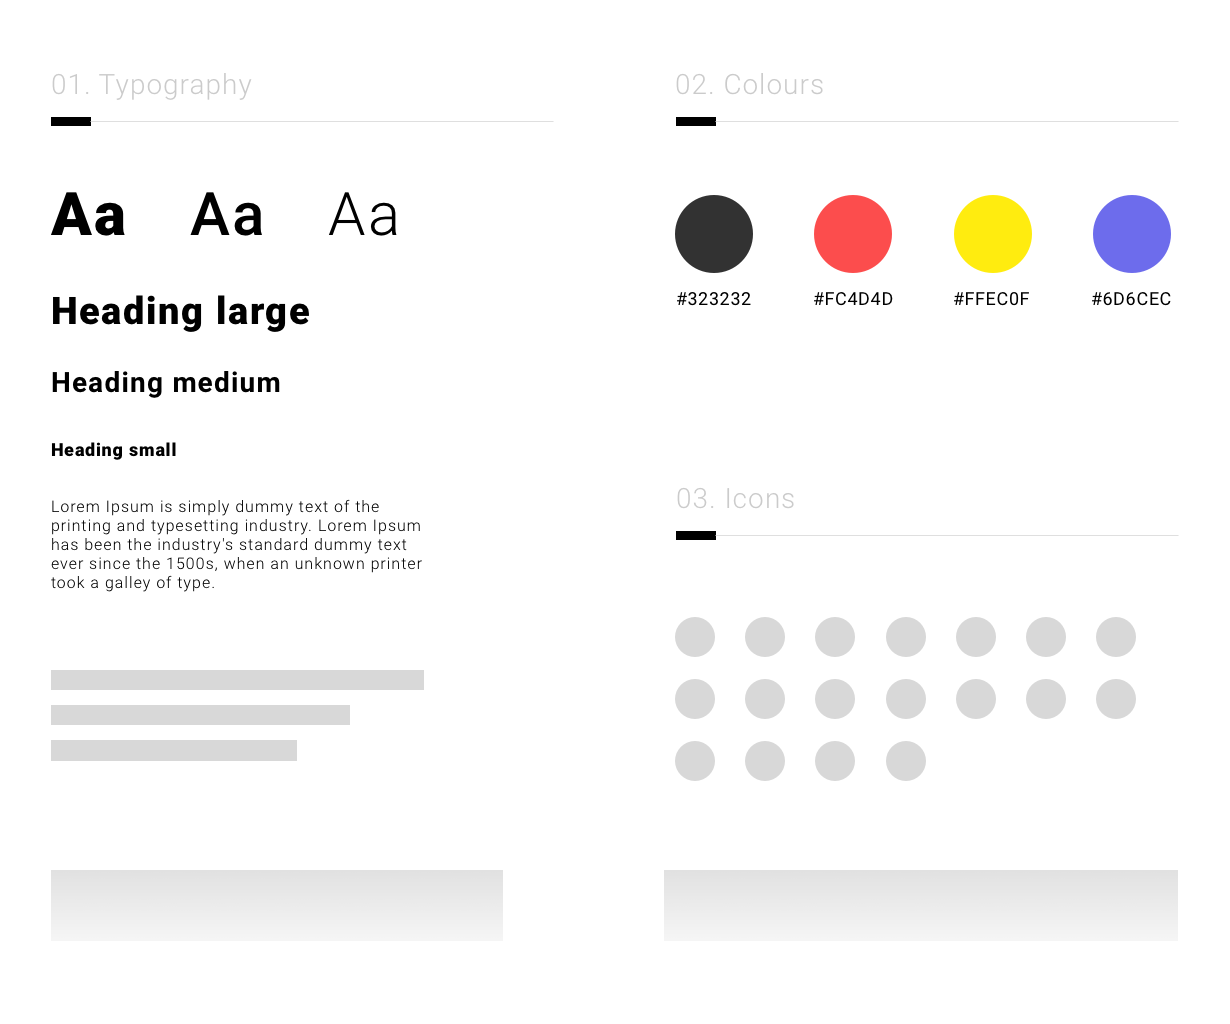 01. Typography
Aa Aa Aa
Heading large
Heading medium
Heading small
Lorem Ipsum is simply dummy text of the
printing and typesetting industry. Lorem Ipsum
has been the industry's standard dummy text
ever since the 1500s, when an unknown printer
took a galley of type.
02. Colours
#323232 #FC4D4D #FFEC0F #6D6CEC
03. Icons